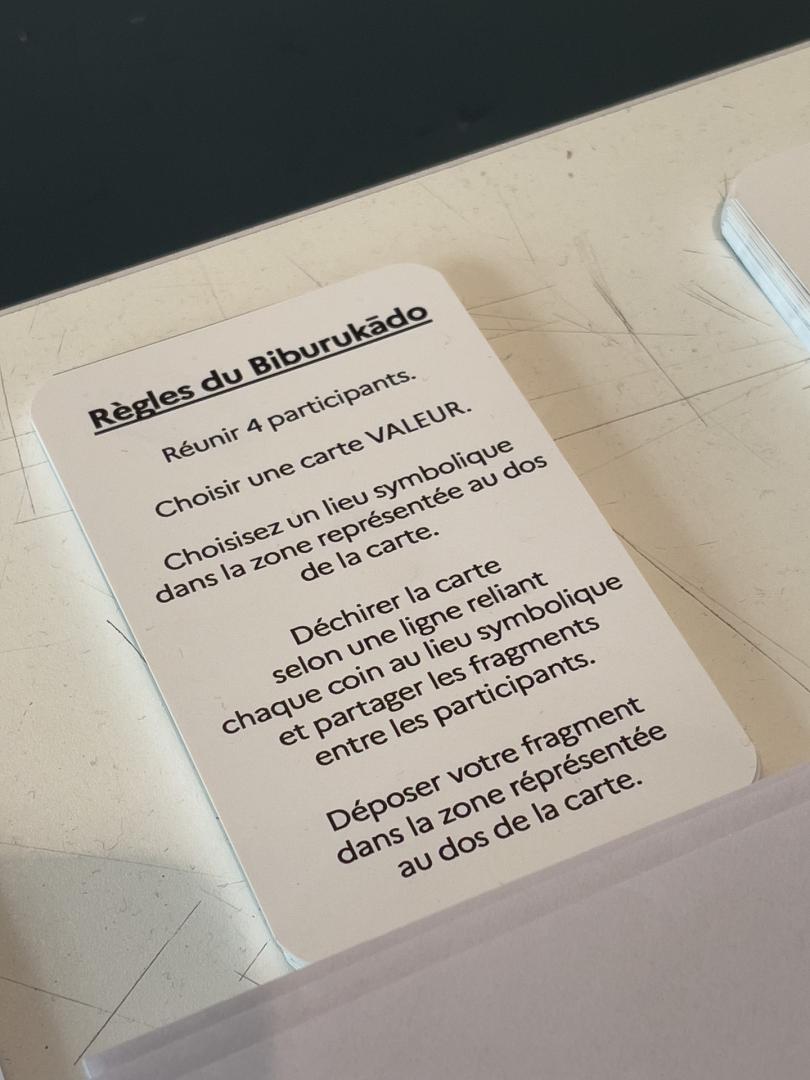 Règles du Biburukādo
Réunir 4 participants.
Choisir une carte VALEUR.
Choisisez un lieu symbolique
dans la zone représentée au dos
de la carte.
Déchirer la carte
selon une ligne reliant
chaque coin au lieu symbolique
et partager les fragments
entre les participants.
Déposer votre fragment
dans la zone réprésentée
au dos de la carte.